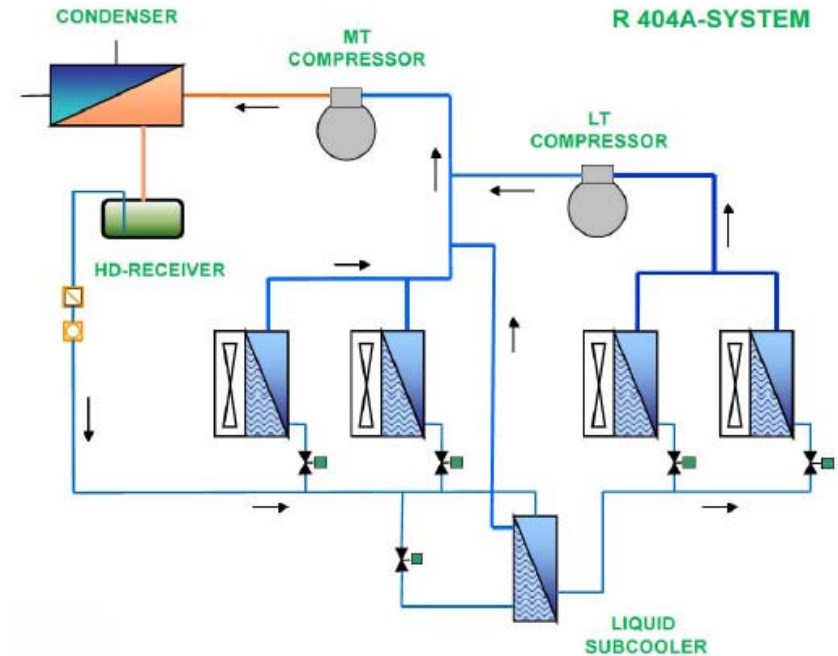 CONDENSER
MT
COMPRESSOR
R 404A-SYSTEM
LT
COMPRESSOR
HD-RECEIVER
LIQUID
SUBCOOLER